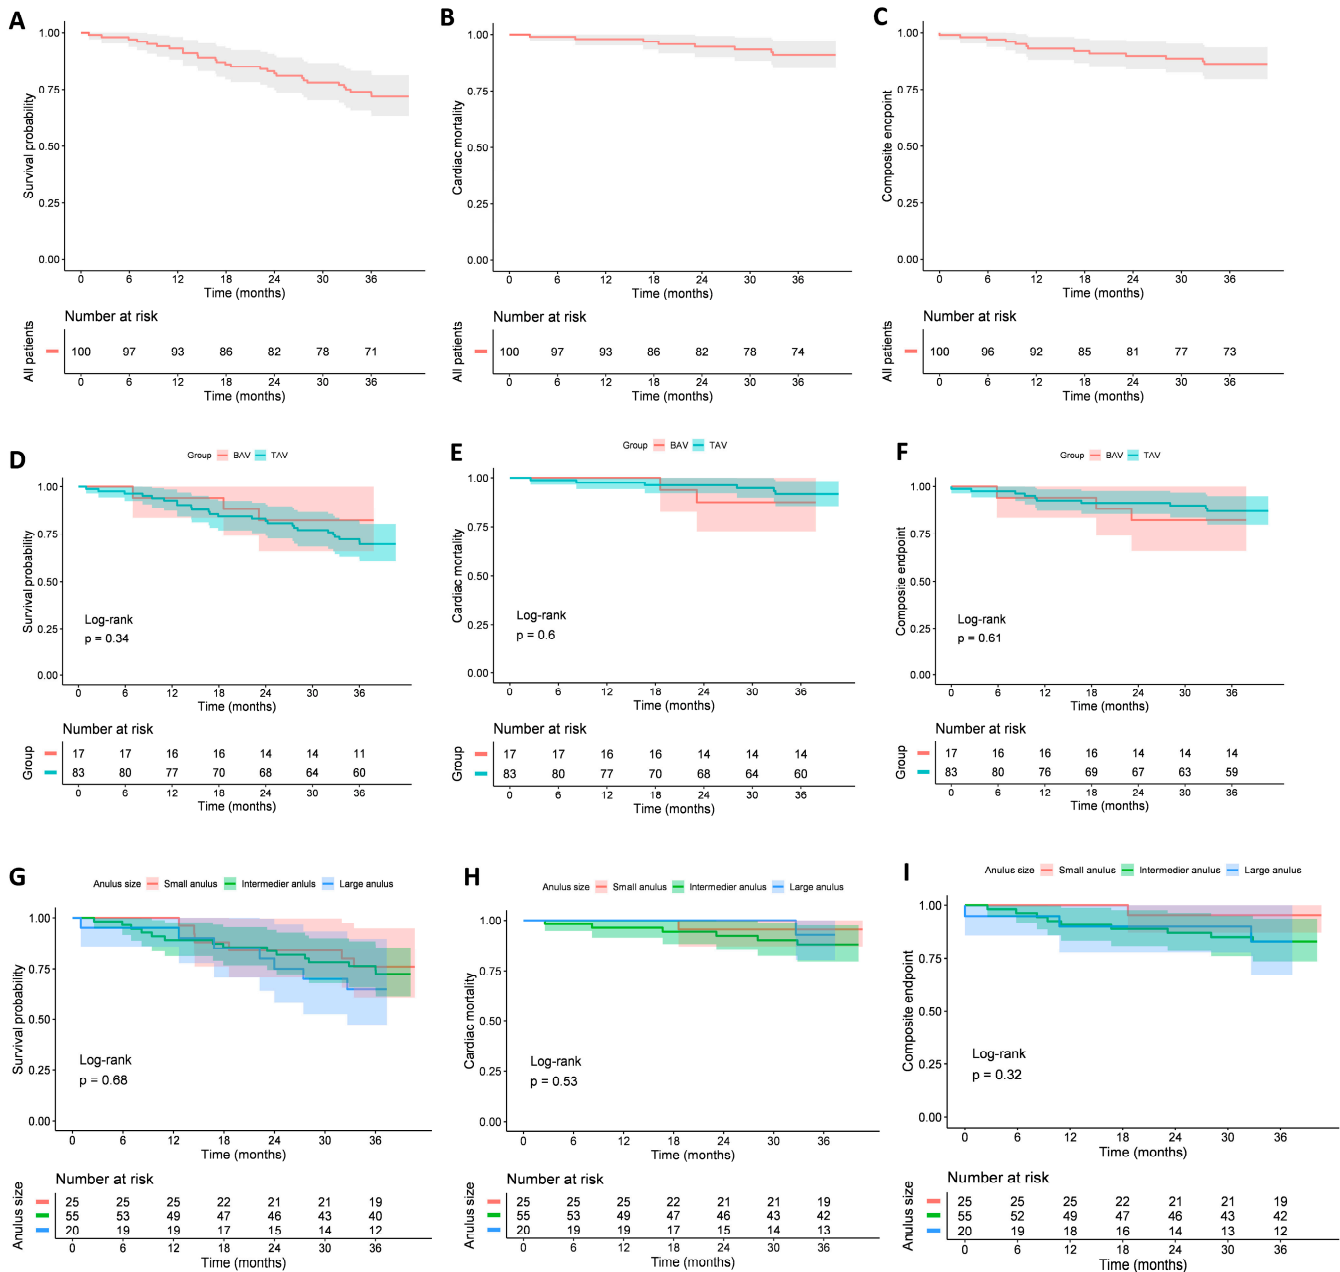 A
1.00
0.75
0.50
0.25
0.00
Survival probability
0 6 12 18 24 30 36
Time (months)
Number at risk
All patients
100 97 93 86 82 78 71
0 6 12 18 24 30 36
Time (months)
B
1.00
0.75
0.50
0.25
0.00
Cardiac mortality
0 6 12 18 24 30 36
Time (months)
Number at risk
All patients
100 97 93 86 82 78 74
0 6 12 18 24 30 36
Time (months)
C
1.00
0.75
0.50
0.25
0.00
Composite encpoint
0 6 12 18 24 30 36
Time (months)
Number at risk
All patients
100 96 92 85 81 77 73
0 6 12 18 24 30 36
Time (months)
D
Group BAV TAV
1.00
0.75
0.50
0.25
0.00
Survival probability
Log-rank
p = 0.34
0 6 12 18 24 30 36
Time (months)
Number at risk
Group
17 17 16 16 14 14 11
83 80 77 70 68 64 60
0 6 12 18 24 30 36
Time (months)
E
Group BAV TAV
1.00
0.75
0.50
0.25
0.00
Cardiac mortality
Log-rank
p = 0.6
0 6 12 18 24 30 36
Time (months)
Number at risk
Group
17 17 16 16 14 14 14
83 80 77 70 68 64 60
0 6 12 18 24 30 36
Time (months)
F
Group BAV TAV
1.00
0.75
0.50
0.25
0.00
Composite endpoint
Log-rank
p = 0.61
0 6 12 18 24 30 36
Time (months)
Number at risk
Group
17 16 16 16 14 14 14
83 80 76 69 67 63 59
0 6 12 18 24 30 36
Time (months)
G
Anulus size Small anulus Intermedier anluls Large anulus
1.00
0.75
0.50
0.25
0.00
Survival probability
Log-rank
p = 0.68
0 6 12 18 24 30 36
Time (months)
Number at risk
Anulus size
25 25 25 22 21 21 19
55 53 49 47 46 43 40
20 19 19 17 15 14 12
0 6 12 18 24 30 36
Time (months)
H
Anulus size Small anulus Intermedier anulus Large anulus
1.00
0.75
0.50
0.25
0.00
Cardiac mortality
Log-rank
p = 0.53
0 6 12 18 24 30 36
Time (months)
Number at risk
Anulus size
25 25 25 22 21 21 19
55 53 49 47 46 43 42
20 19 19 17 15 14 13
0 6 12 18 24 30 36
Time (months)
I
Anulus size Small anulus Intermedier anulus Large anulus
1.00
0.75
0.50
0.25
0.00
Composite endpoint
Log-rank
p = 0.32
0 6 12 18 24 30 36
Time (months)
Number at risk
Anulus size
25 25 25 22 21 21 19
55 52 49 47 46 43 42
20 19 18 16 14 13 12
0 6 12 18 24 30 36
Time (months)